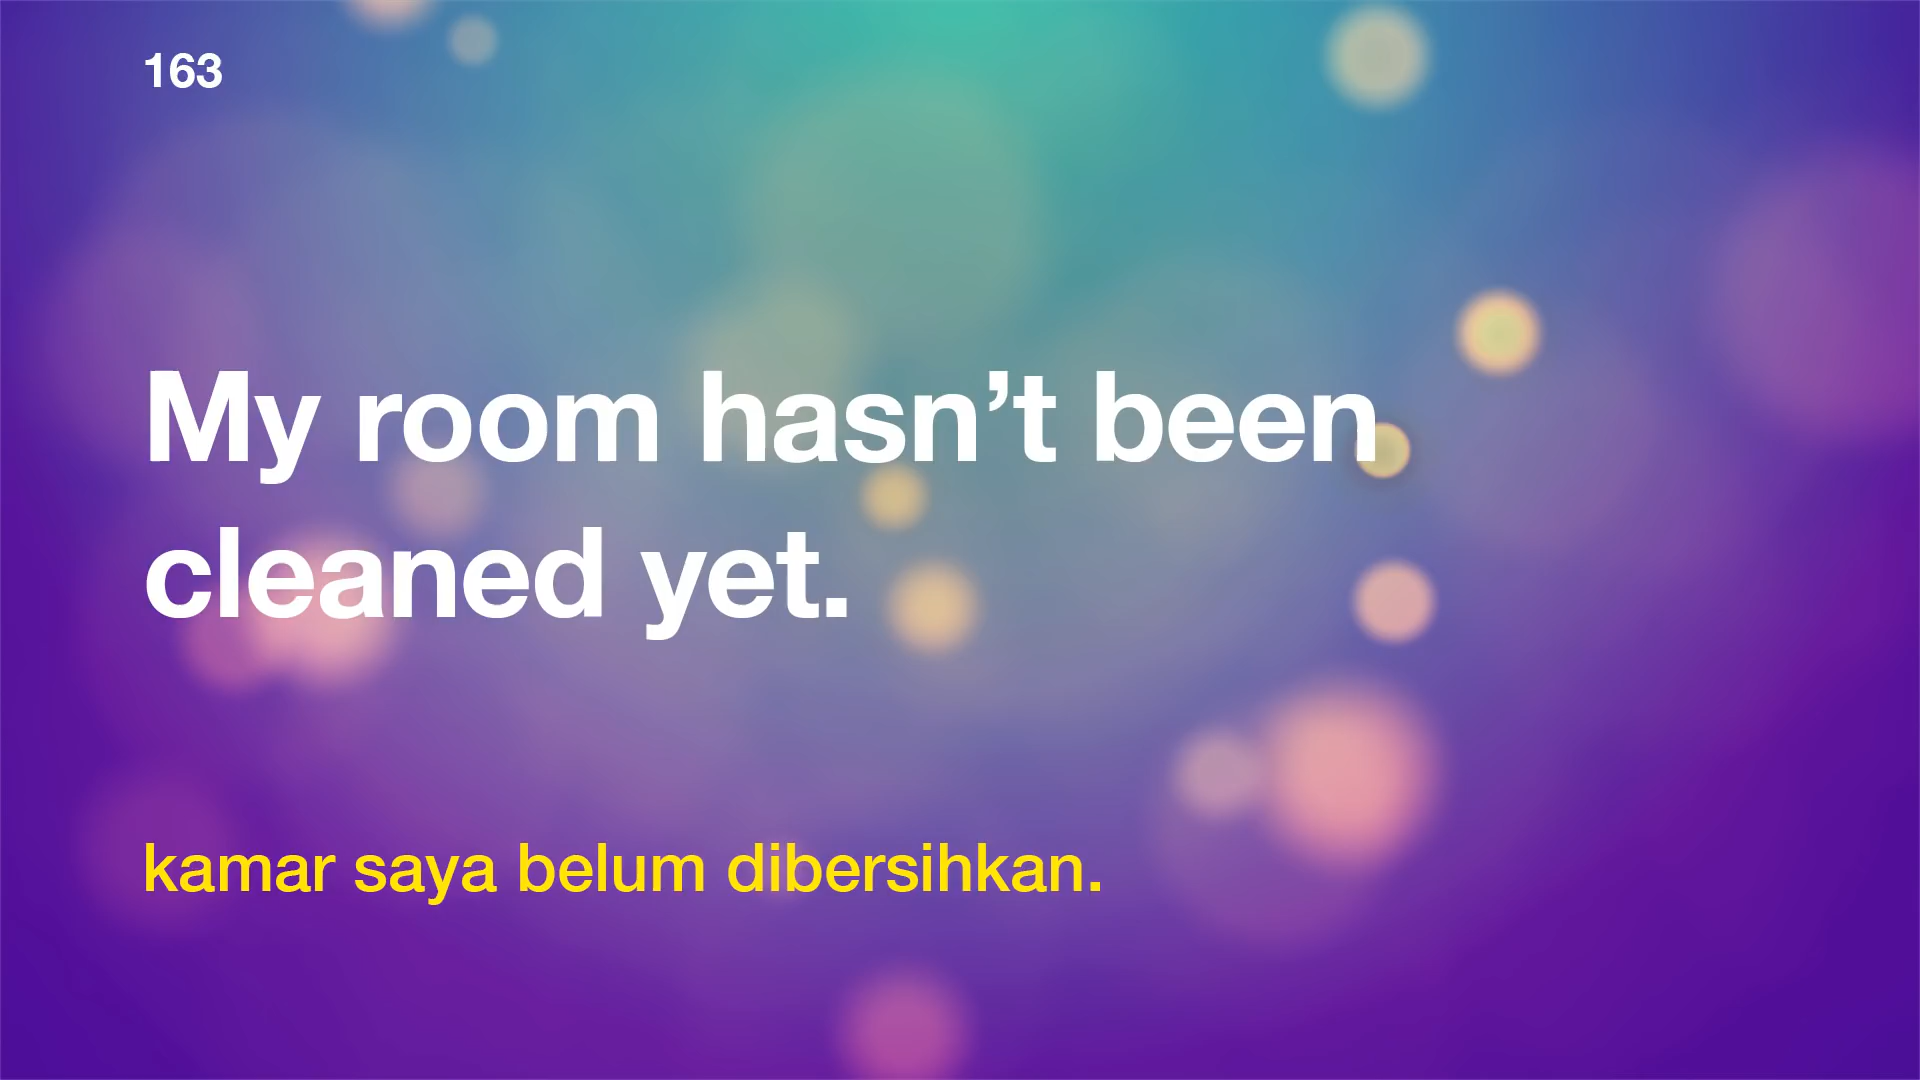 163
My room hasn’t been
cleaned yet.
kamar saya belum dibersihkan.